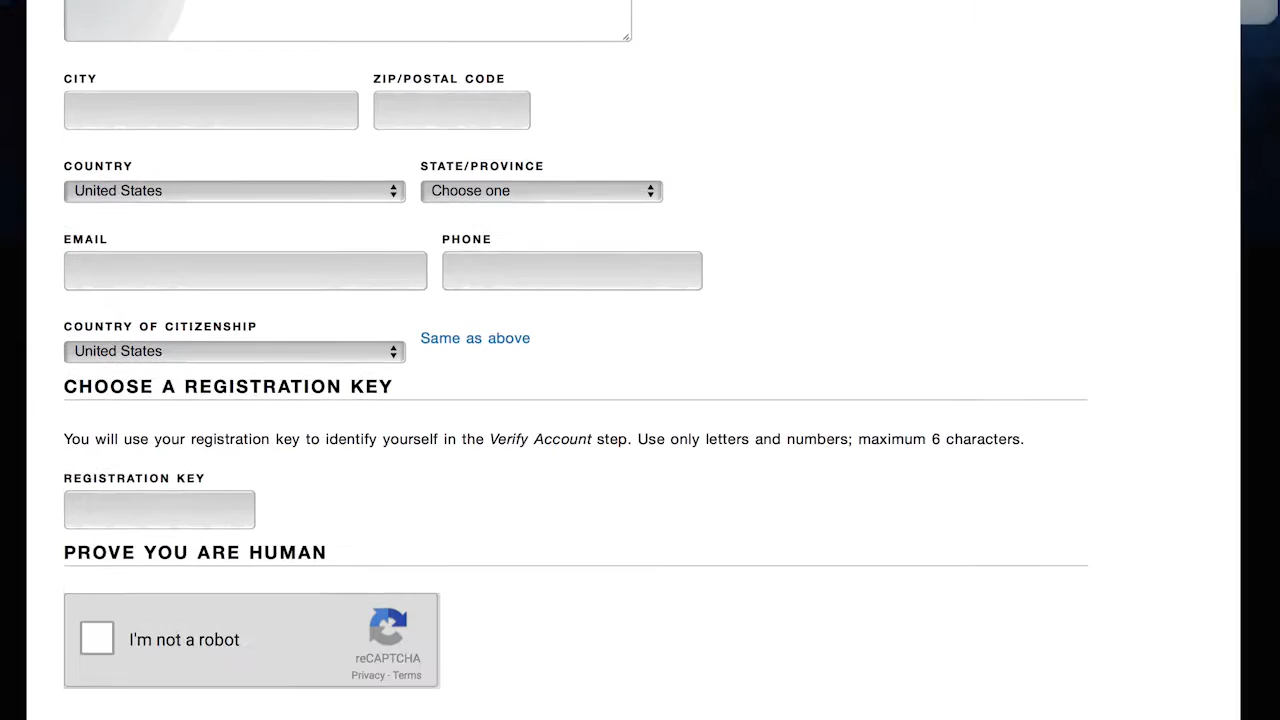 CITY ZIP/POSTAL CODE
COUNTRY STATE/PROVINCE
United States Choose one
EMAIL PHONE
COUNTRY OF CITIZENSHIP
United States Same as above
CHOOSE A REGISTRATION KEY
You will use your registration key to identify yourself in the Verify Account step. Use only letters and numbers; maximum 6 characters.
REGISTRATION KEY
PROVE YOU ARE HUMAN
I'm not a robot
reCAPTCHA
Privacy - Terms